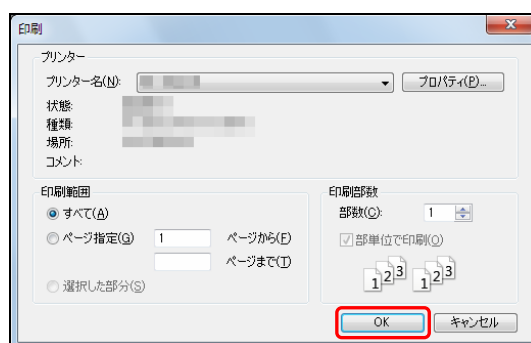 印刷
プリンター
プリンター名(N):
プロパティ(P)...
状態:
種類:
場所:
コメント:
印刷範囲
すべて(A)
ページ指定(G) 1 ページから(F)
ページまで(T)
選択した部分(S)
印刷部数
部数(C): 1
部単位で印刷(O)
1 2 3 1 2 3
OK キャンセル